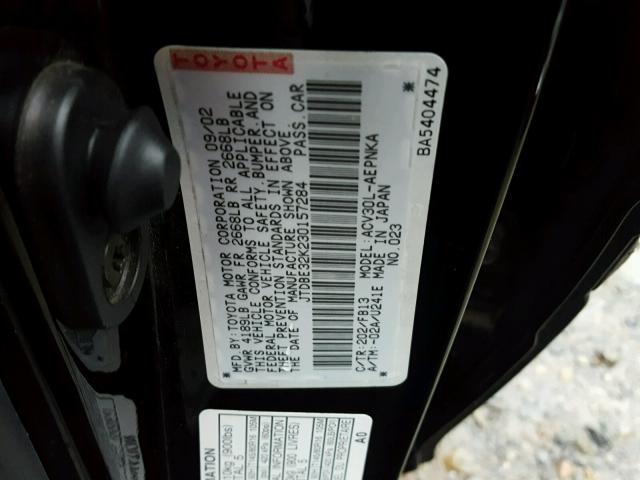 TOYOTA
MFD.BY:TOYOTA MOTOR CORPORATION 09/02
GVWR 4189LB GAWR FR 2668LB RR 2668LB
THIS VEHICLE CONFORMS TO ALL APPLICABLE
FEDERAL MOTOR VEHICLE SAFETY,BUMPER,AND
THEFT PREVENTION STANDARDS IN EFFECT ON
THE DATE OF MANUFACTURE SHOWN ABOVE.
JTDBE32K230157284 PASS.CAR
C/TR:202/FB13 MODEL:ACV30L-AEPNKA
A/TM:-02A/U241E MADE IN JAPAN
NO.023
BA5404474
A0